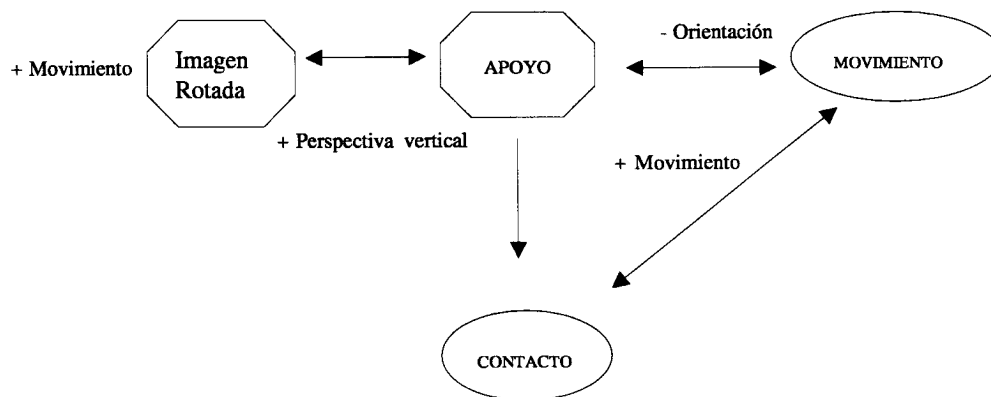 - Orientación
+ Movimiento
Imagen
Rotada
APOYO
MOVIMIENTO
+ Perspectiva vertical
+ Movimiento
CONTACTO